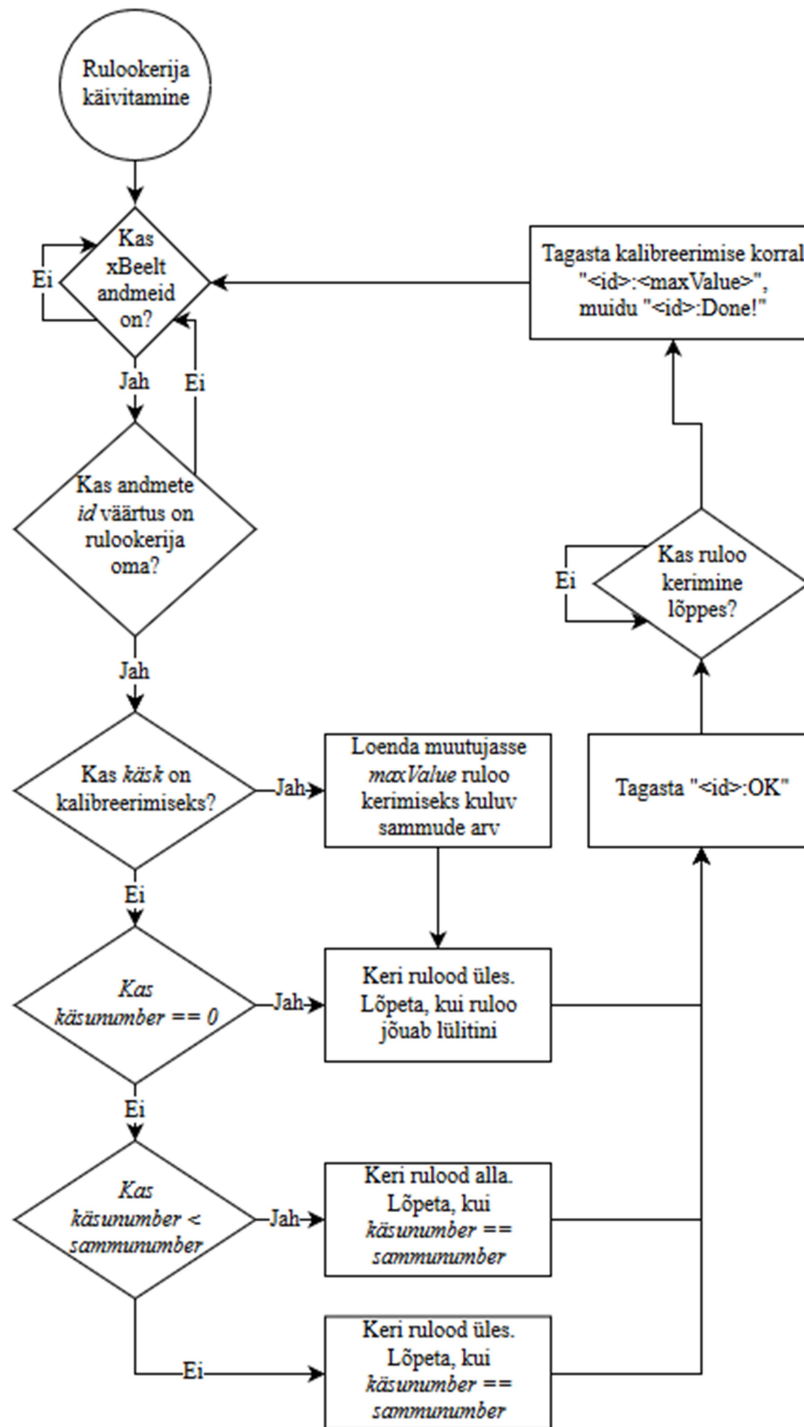 Rulookerija
käivitamine
Kas
xBeelt
andmeid
on?
Ei
Jah
Ei
Kas andmete
id väärtus on
rulookerija
oma?
Jah
Kas käsk on
kalibreerimiseks?
Jah
Loenda muutujasse
maxValue ruloo
kerimiseks kuluv
sammude arv
Ei
Kas
käsunumber == 0
Jah
Keri rulood üles.
Lõpeta, kui ruloo
jõuab lülitini
Ei
Kas
käsunumber <
sammunumber
Jah
Keri rulood alla.
Lõpeta, kui
käsunumber ==
sammunumber
Ei
Keri rulood üles.
Lõpeta, kui
käsunumber ==
sammunumber
Tagasta "<id>:OK"
Kas ruloo
kerimine
lõppes?
Ei
Tagasta kalibreerimise korral
"<id>:<maxValue>",
muidu "<id>:Done!"